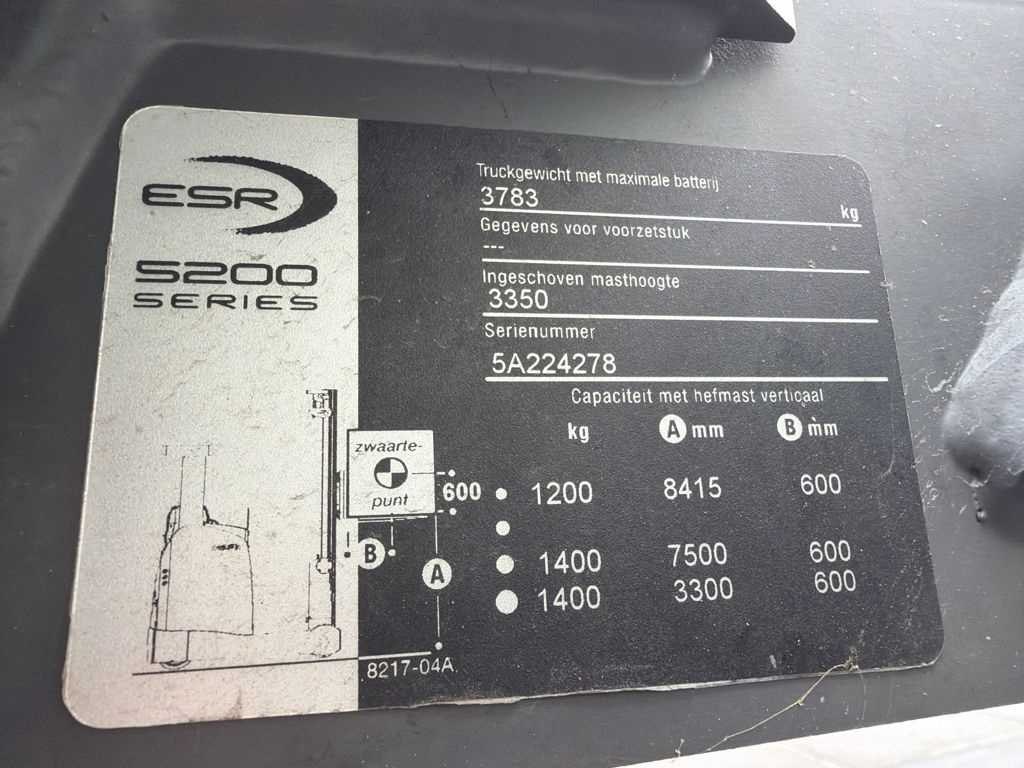 ESR
5200
SERIES
Truckgewicht met maximale batterij
3783 kg
Gegevens voor voorzetstuk
---
Ingeschoven masthoogte
3350
Serienummer
5A224278
Capaciteit met hefmast verticaal
kg A mm B mm
zwaarte-
punt
600
B
A
1200 8415 600
1400 7500 600
1400 3300 600
8217-04A